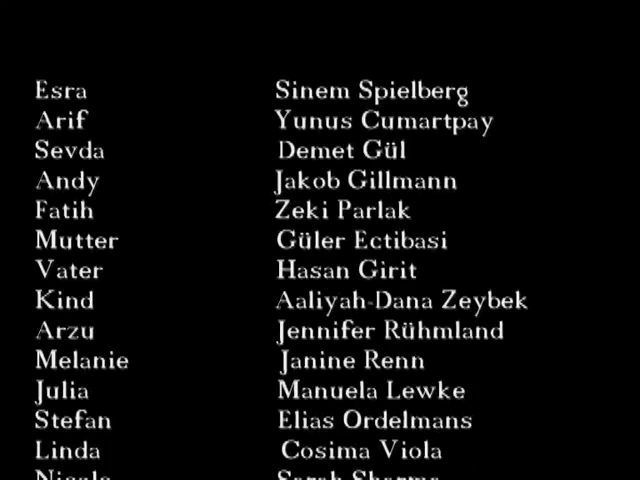 Esra Sinem Spielberg
Arif Yunus Cumartpay
Sevda Demet Gül
Andy Jakob Gillmann
Fatih Zeki Parlak
Mutter Güler Ectibasi
Vater Hasan Girit
Kind Aaliyah-Dana Zeybek
Arzu Jennifer Rühmland
Melanie Janine Renn
Julia Manuela Lewke
Stefan Elias Ordelmans
Linda Cosima Viola